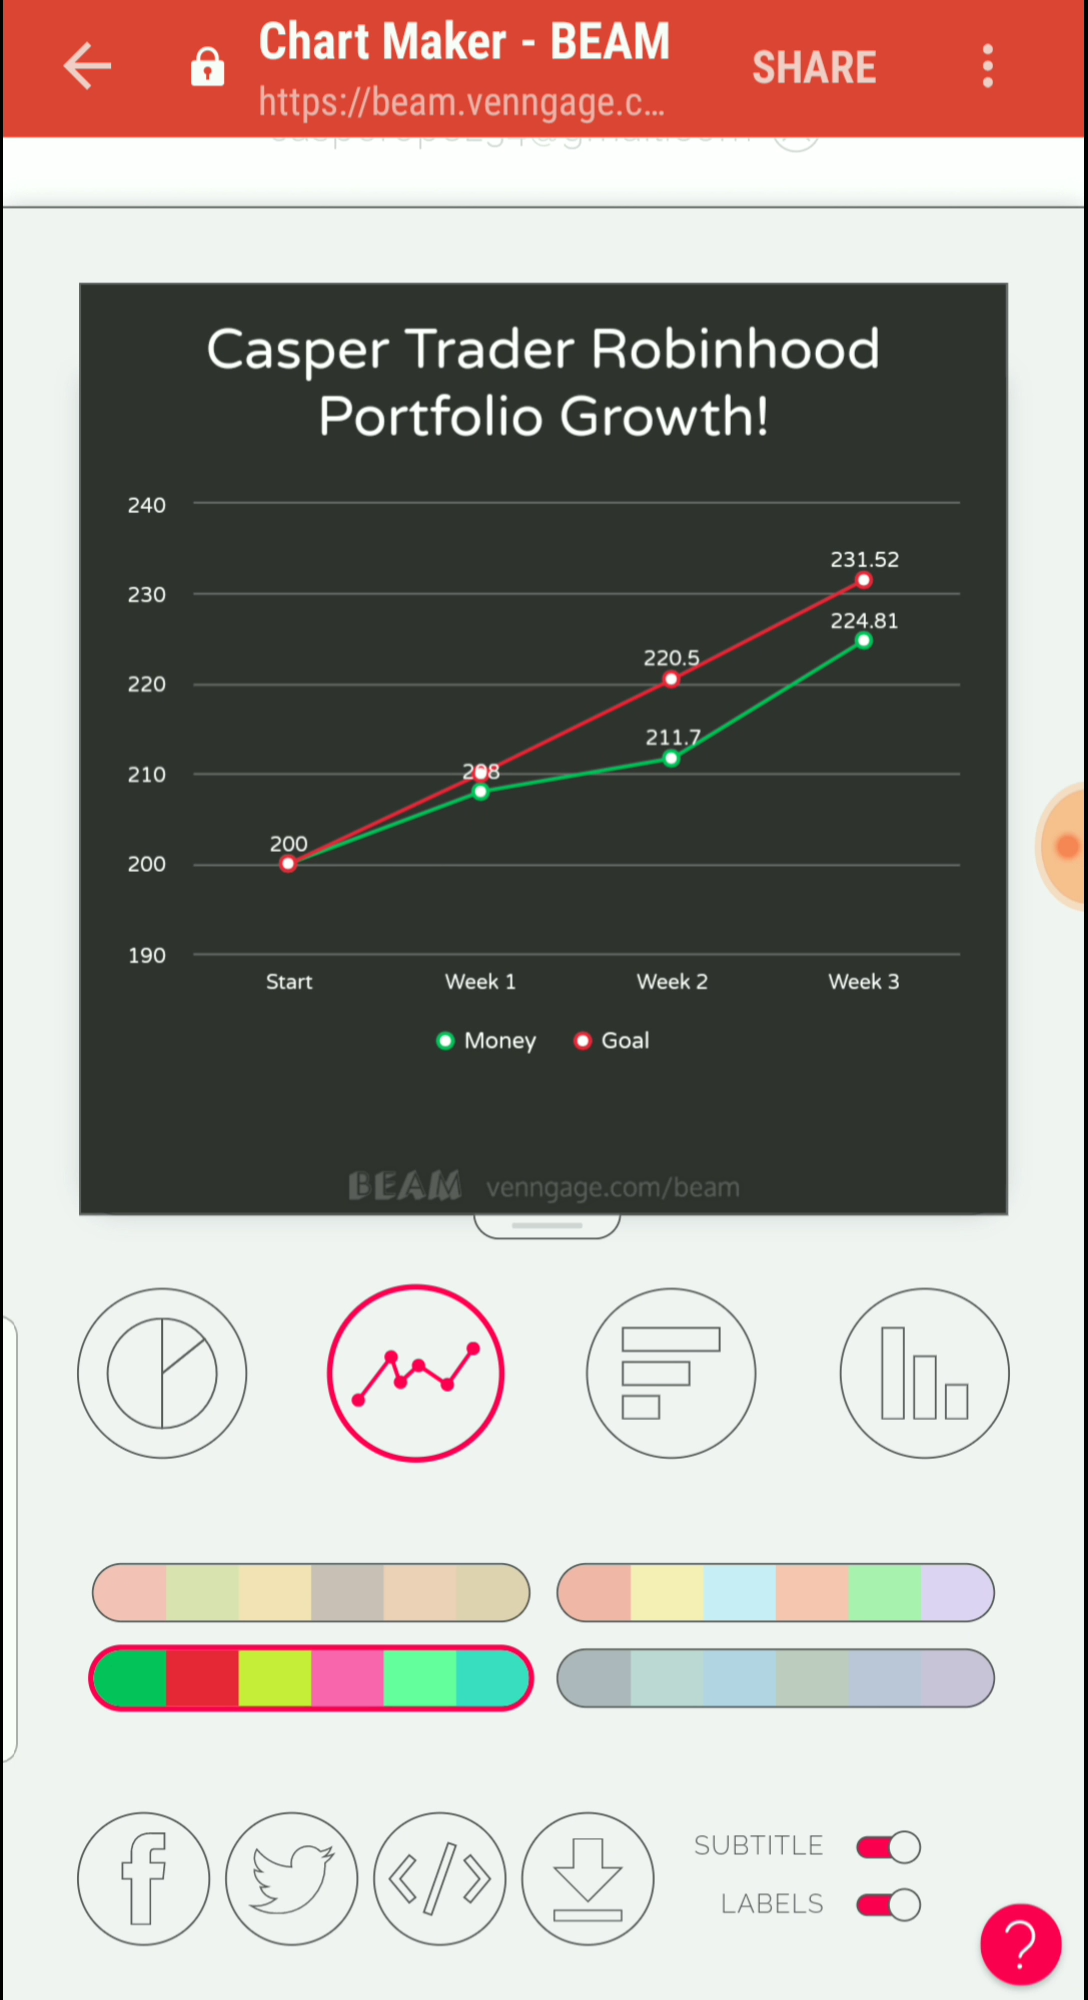 Chart Maker - BEAM
https://beam.venngage.c...
SHARE
Casper Trader Robinhood
Portfolio Growth!
240
230
220
210
200
190
231.52
224.81
220.5
211.7
208
200
Start Week 1 Week 2 Week 3
Money Goal
BEAM venngage.com/beam
SUBTITLE
LABELS
?